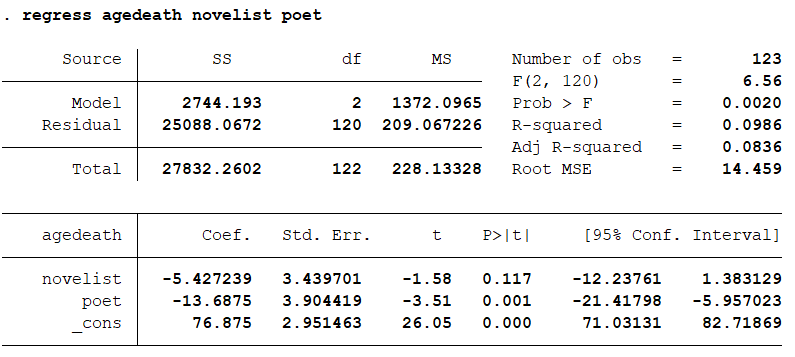 . regress agedeath novelist poet
Source SS df MS Number of obs = 123
F(2, 120) = 6.56
Model 2744.193 2 1372.0965 Prob > F = 0.0020
Residual 25088.0672 120 209.067226 R-squared = 0.0986
Adj R-squared = 0.0836
Total 27832.2602 122 228.13328 Root MSE = 14.459
agedeath Coef. Std. Err. t P>|t| [95% Conf. Interval]
novelist -5.427239 3.439701 -1.58 0.117 -12.23761 1.383129
poet -13.6875 3.904419 -3.51 0.001 -21.41798 -5.957023
_cons 76.875 2.951463 26.05 0.000 71.03131 82.71869